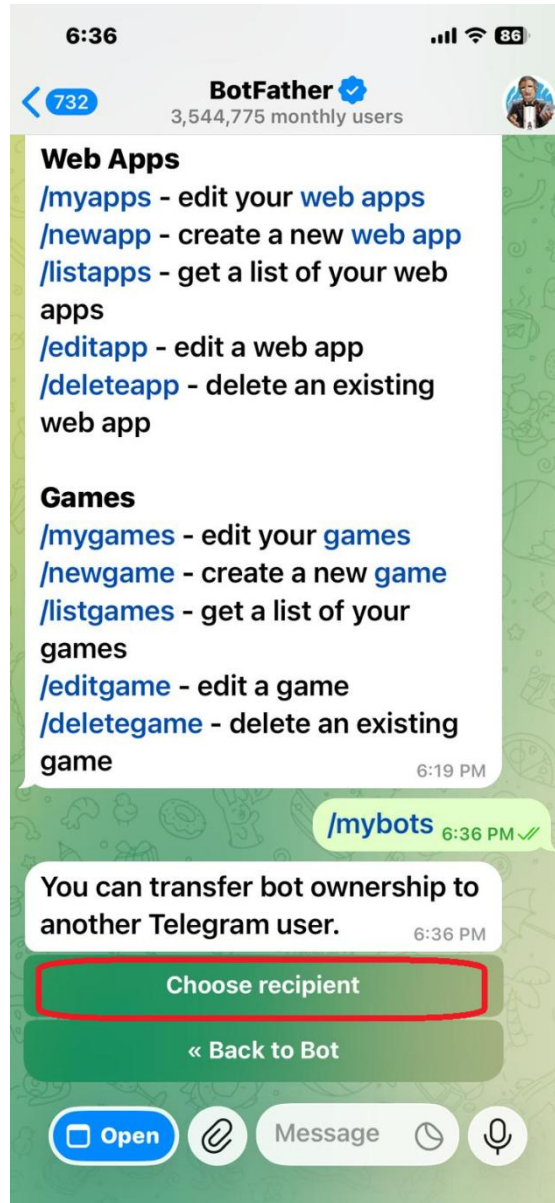 6:36
86
732
BotFather
3,544,775 monthly users
Web Apps
/myapps - edit your web apps
/newapp - create a new web app
/listapps - get a list of your web
apps
/editapp - edit a web app
/deleteapp - delete an existing
web app
Games
/mygames - edit your games
/newgame - create a new game
/listgames - get a list of your
games
/editgame - edit a game
/deletegame - delete an existing
game
6:19 PM
/mybots 6:36 PM
You can transfer bot ownership to
another Telegram user.
6:36 PM
Choose recipient
« Back to Bot
Open
Message